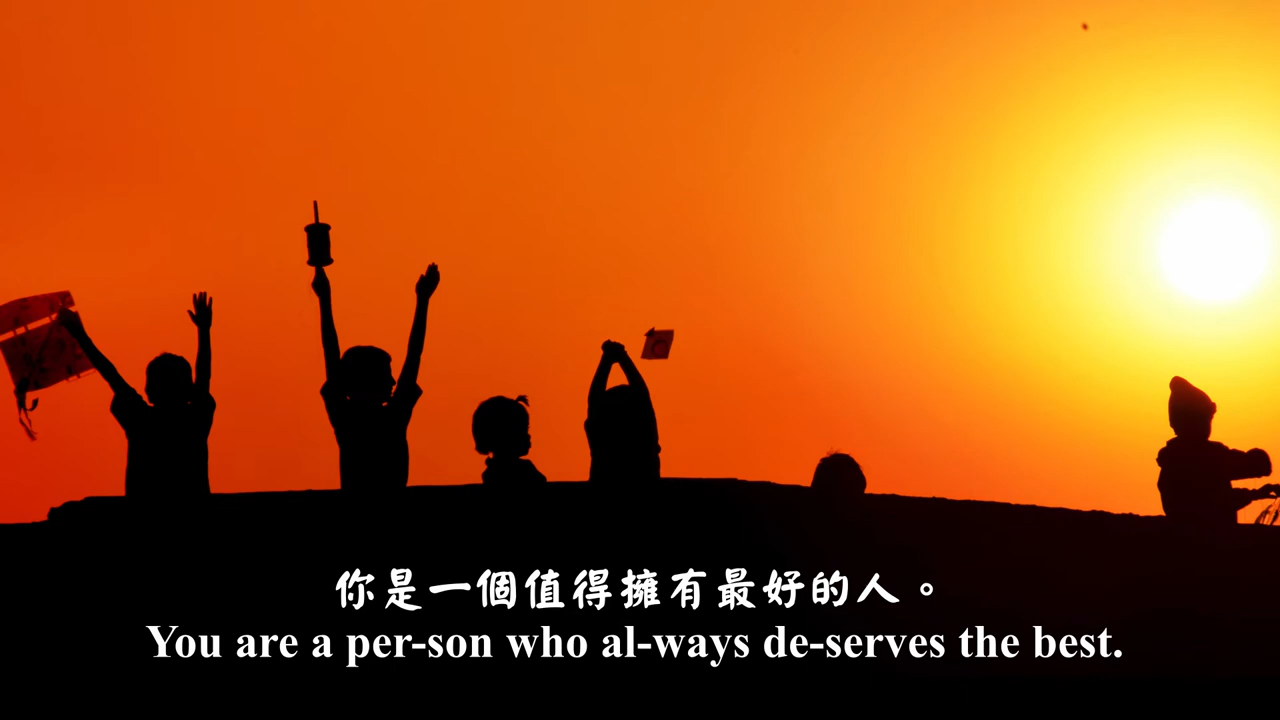 你是一個值得擁有最好的人。
You are a per-son who al-ways de-serves the best.